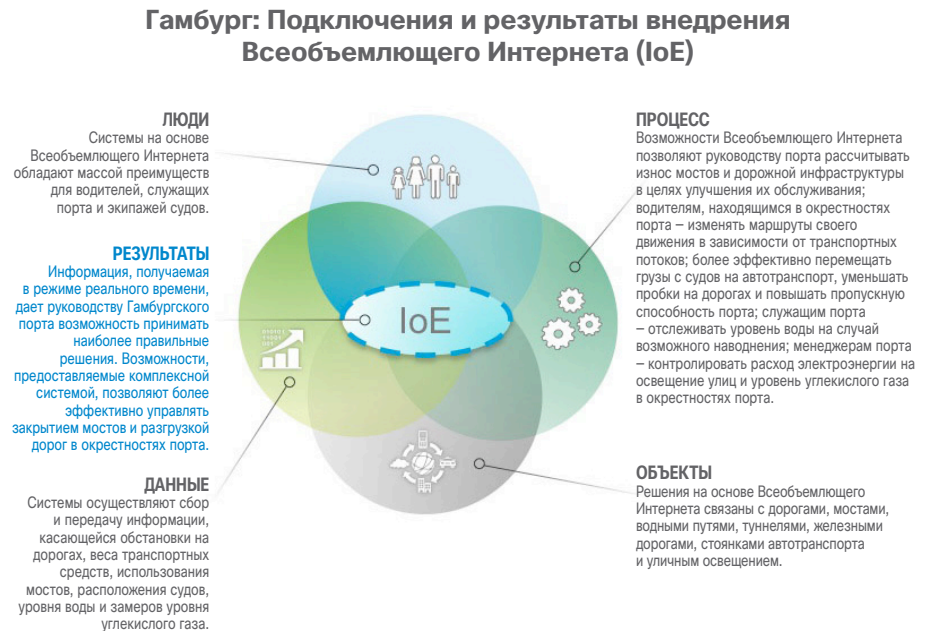 Гамбург: Подключения и результаты внедрения
Всеобъемлющего Интернета (IoE)
ЛЮДИ
Системы на основе
Всеобъемлющего Интернета
обладают массой преимуществ
для водителей, служащих
порта и экипажей судов.
РЕЗУЛЬТАТЫ
Информация, получаемая
в режиме реального времени,
дает руководству Гамбургского
порта возможность принимать
наиболее правильные
решения. Возможности,
предоставляемые комплексной
системой, позволяют более
эффективно управлять
закрытием мостов и разгрузкой
дорог в окрестностях порта.
ДАННЫЕ
Системы осуществляют сбор
и передачу информации,
касающейся обстановки на
дорогах, веса транспортных
средств, использования
мостов, расположения судов,
уровня воды и замеров уровня
углекислого газа.
IoE
ПРОЦЕСС
Возможности Всеобъемлющего Интернета
позволяют руководству порта рассчитывать
износ мостов и дорожной инфраструктуры
в целях улучшения их обслуживания;
водителям, находящимся в окрестностях
порта – изменять маршруты своего
движения в зависимости от транспортных
потоков; более эффективно перемещать
грузы с судов на автотранспорт, уменьшать
пробки на дорогах и повышать пропускную
способность порта; служащим порта
– отслеживать уровень воды на случай
возможного наводнения; менеджерам порта
– контролировать расход электроэнергии на
освещение улиц и уровень углекислого газа
в окрестностях порта.
ОБЪЕКТЫ
Решения на основе Всеобъемлющего
Интернета связаны с дорогами, мостами,
водными путями, туннелями, железными
дорогами, стоянками автотранспорта
и уличным освещением.